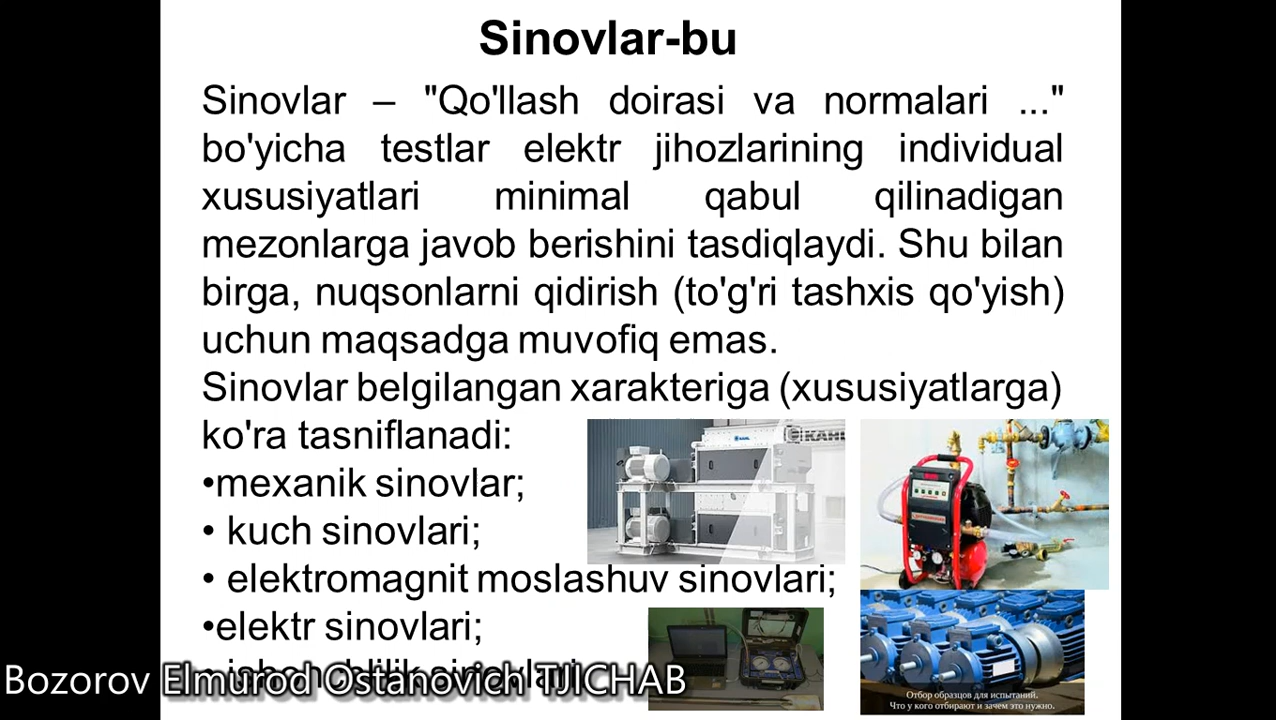 Sinovlar-bu
Sinovlar – "Qo'llash doirasi va normalari ..."
bo'yicha testlar elektr jihozlarining individual
xususiyatlari minimal qabul qilinadigan
mezonlarga javob berishini tasdiqlaydi. Shu bilan
birga, nuqsonlarni qidirish (to'g'ri tashxis qo'yish)
uchun maqsadga muvofiq emas.
Sinovlar belgilangan xarakteriga (xususiyatlarga)
ko'ra tasniflanadi:
•mexanik sinovlar;
• kuch sinovlari;
• elektromagnit moslashuv sinovlari;
•elektr sinovlari;
Bozorov Elmurod Ostanovich TJICHAB
Отбор образцов для испытаний.
Что у кого отбирают и зачем это нужно.